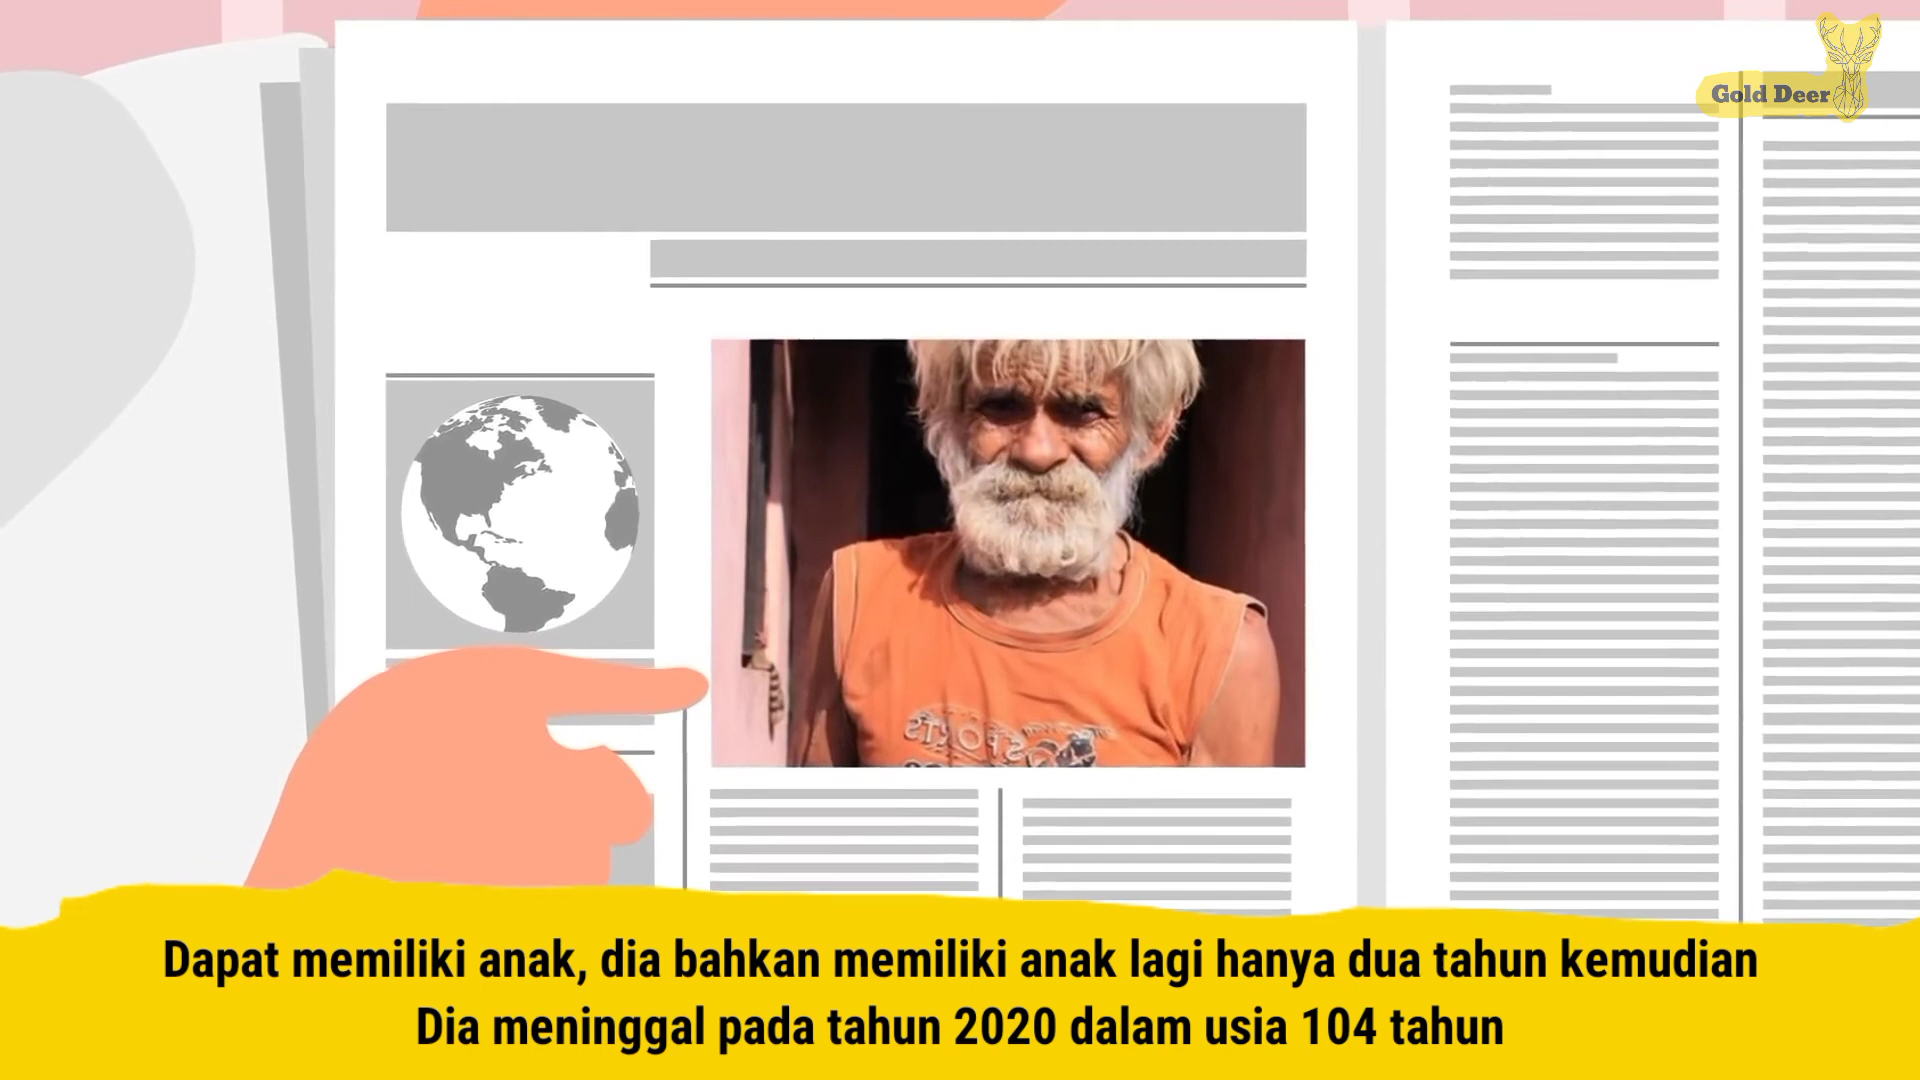 Gold Deer
SPORTS
Dapat memiliki anak, dia bahkan memiliki anak lagi hanya dua tahun kemudian
Dia meninggal pada tahun 2020 dalam usia 104 tahun